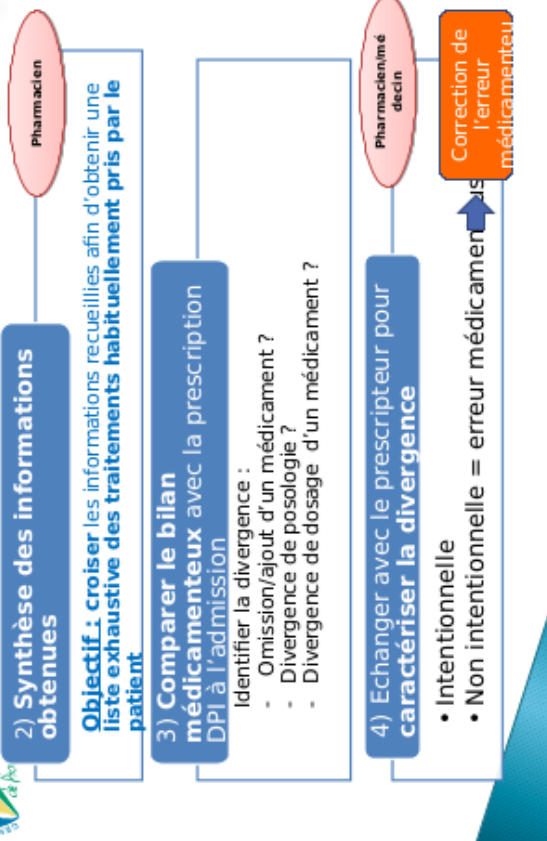 2) Synthèse des informations
obtenues
Pharmacien
Objectif : croiser les informations recueillies afin d'obtenir une
liste exhaustive des traitements habituellement pris par le
patient
3) Comparer le bilan
médicamenteux avec la prescription
DPI à l'admission
Identifier la divergence :
- Omission/ajout d'un médicament ?
- Divergence de posologie ?
- Divergence de dosage d'un médicament ?
4) Echanger avec le prescripteur pour
caractériser la divergence
Pharmacien/mé
decin
• Intentionnelle
• Non intentionnelle = erreur médicamenteuse
Correction de
l'erreur
médicamenteu